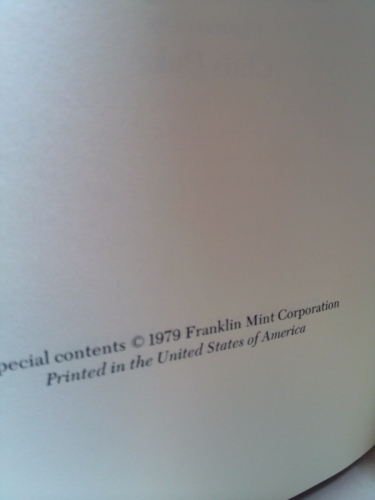 pecial contents © 1979 Franklin Mint Corporation
Printed in the United States of America